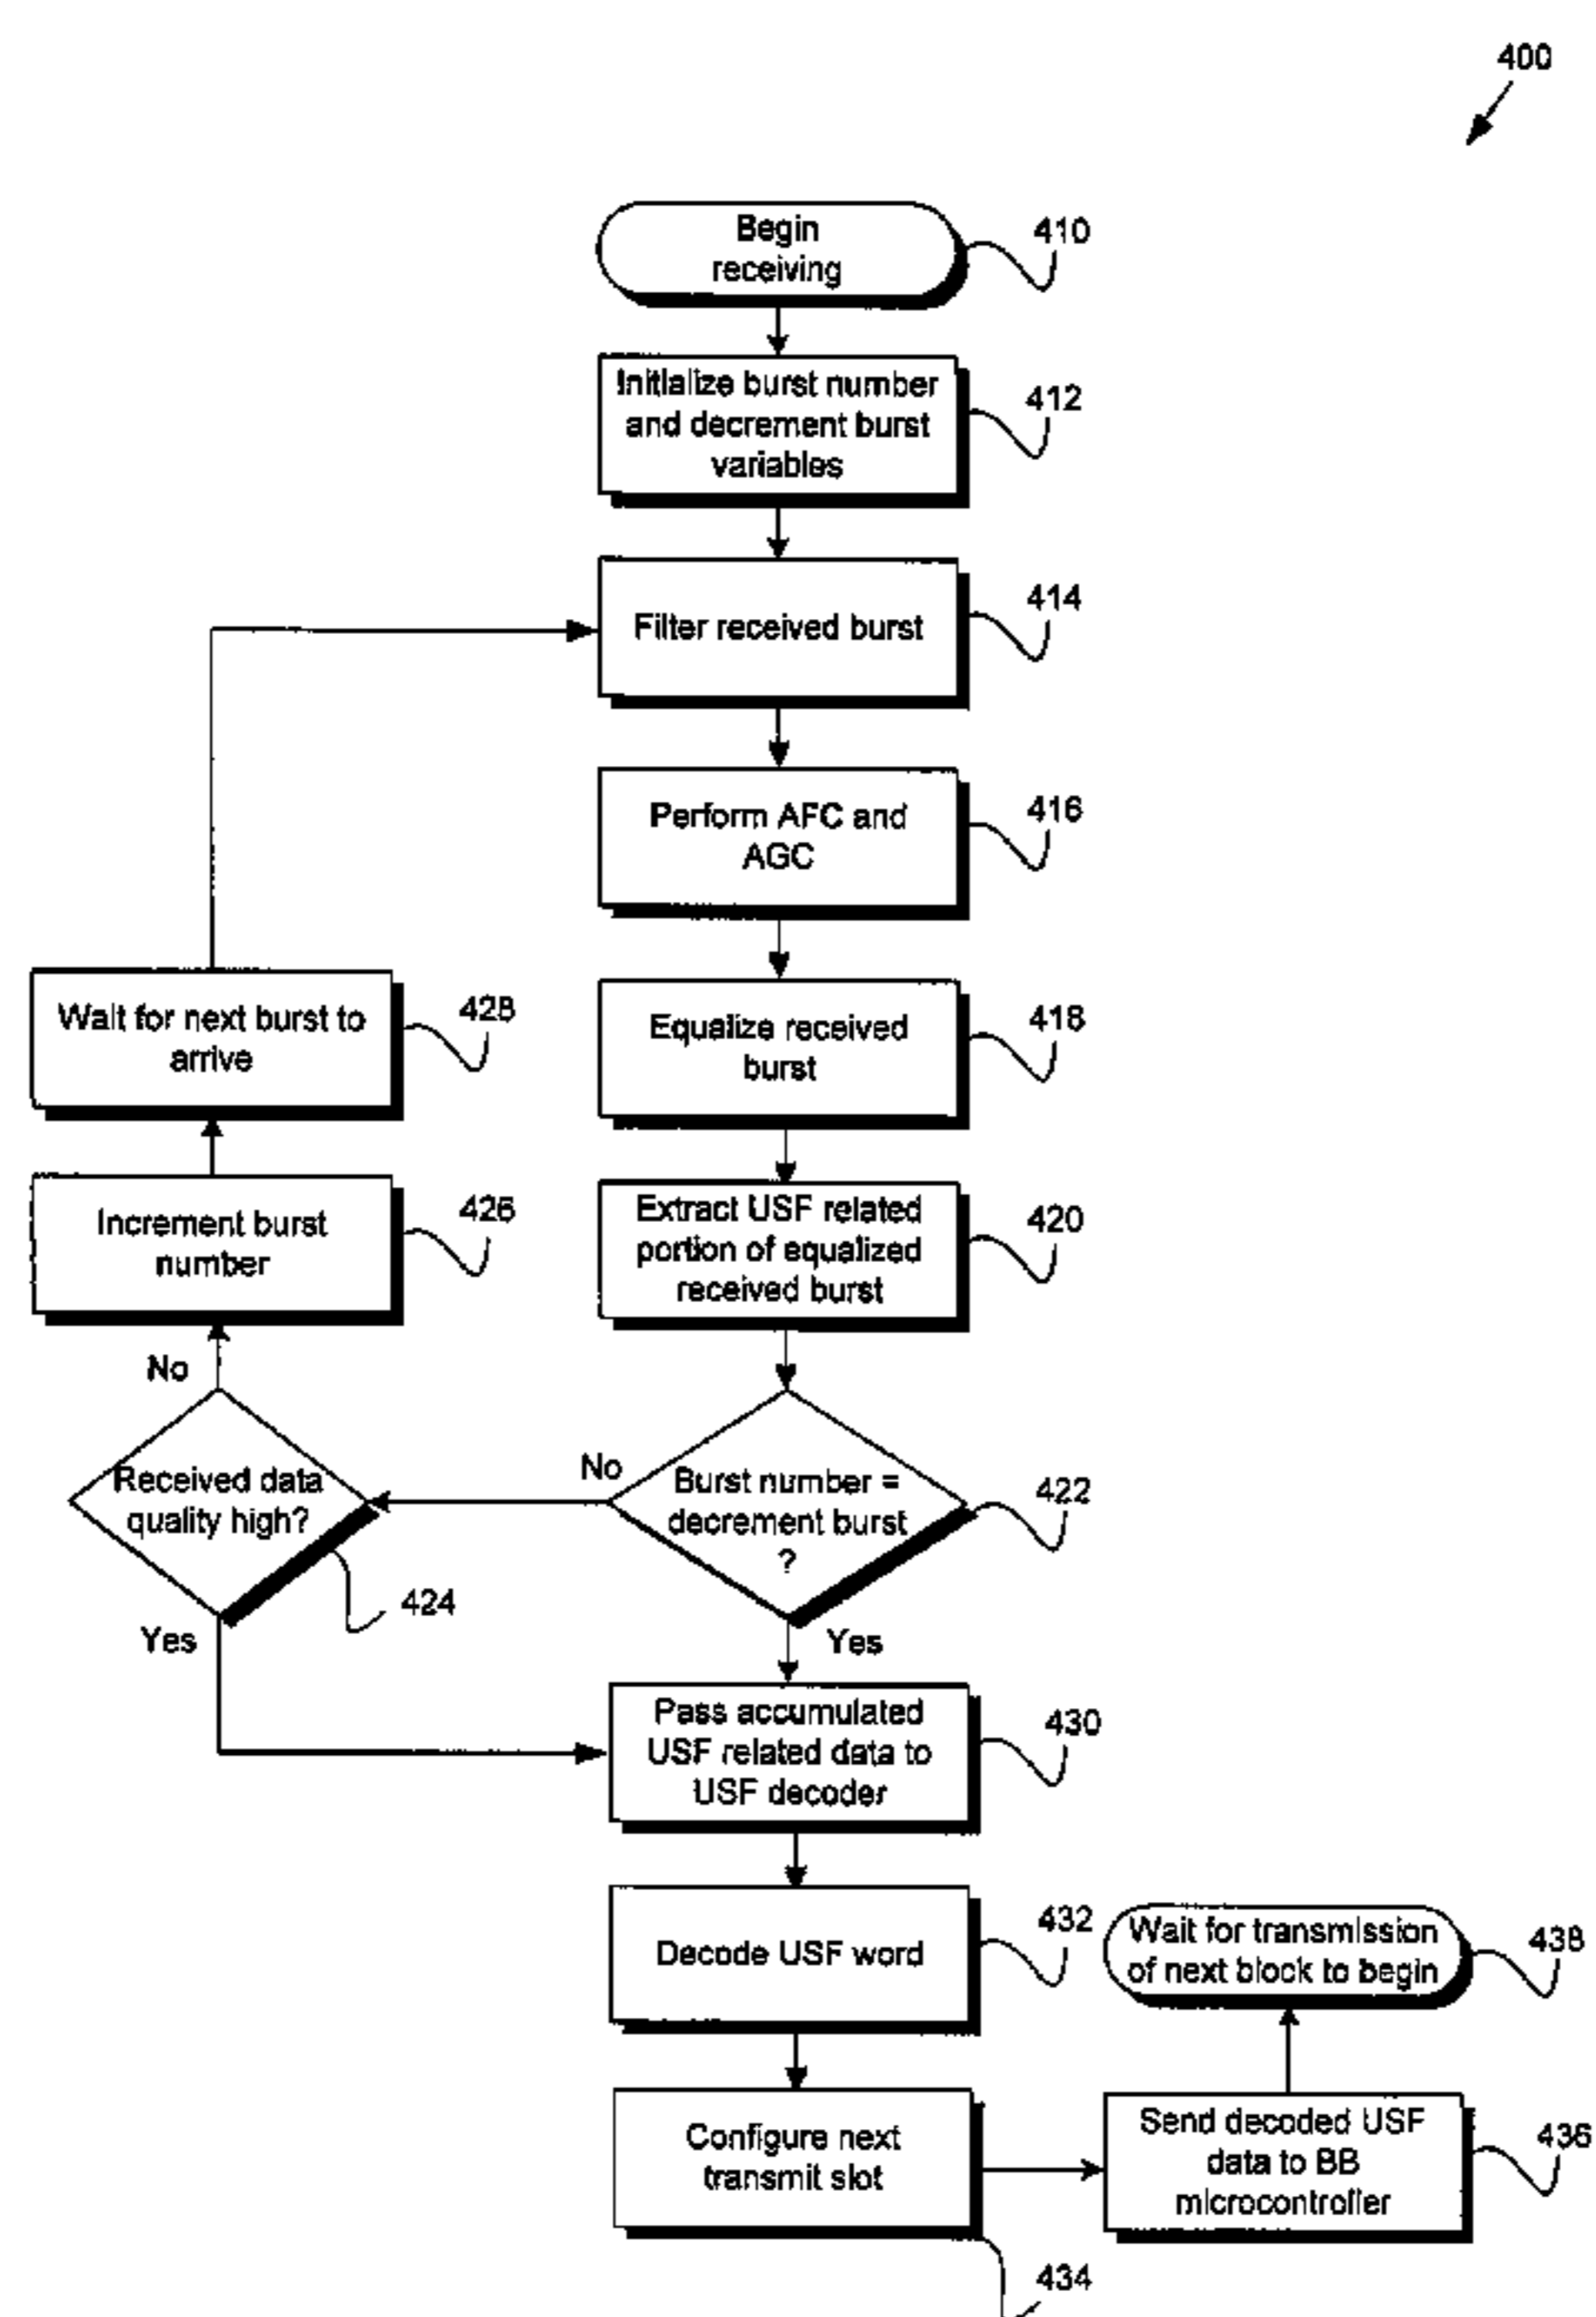 400
Begin
receiving
410
Initialize burst number
and decrement burst
variables
412
Filter received burst
414
Perform AFC and
AGC
416
Wait for next burst to
arrive
428
Equalize received
burst
418
Increment burst
number
426
Extract USF related
portion of equalized
received burst
420
No
Received data
quality high?
424
Yes
No
Burst number =
decrement burst
?
422
Yes
Pass accumulated
USF related data to
USF decoder
430
Decode USF word
432
Wait for transmission
of next block to begin
438
Configure next
transmit slot
434
Send decoded USF
data to BB
microcontroller
436